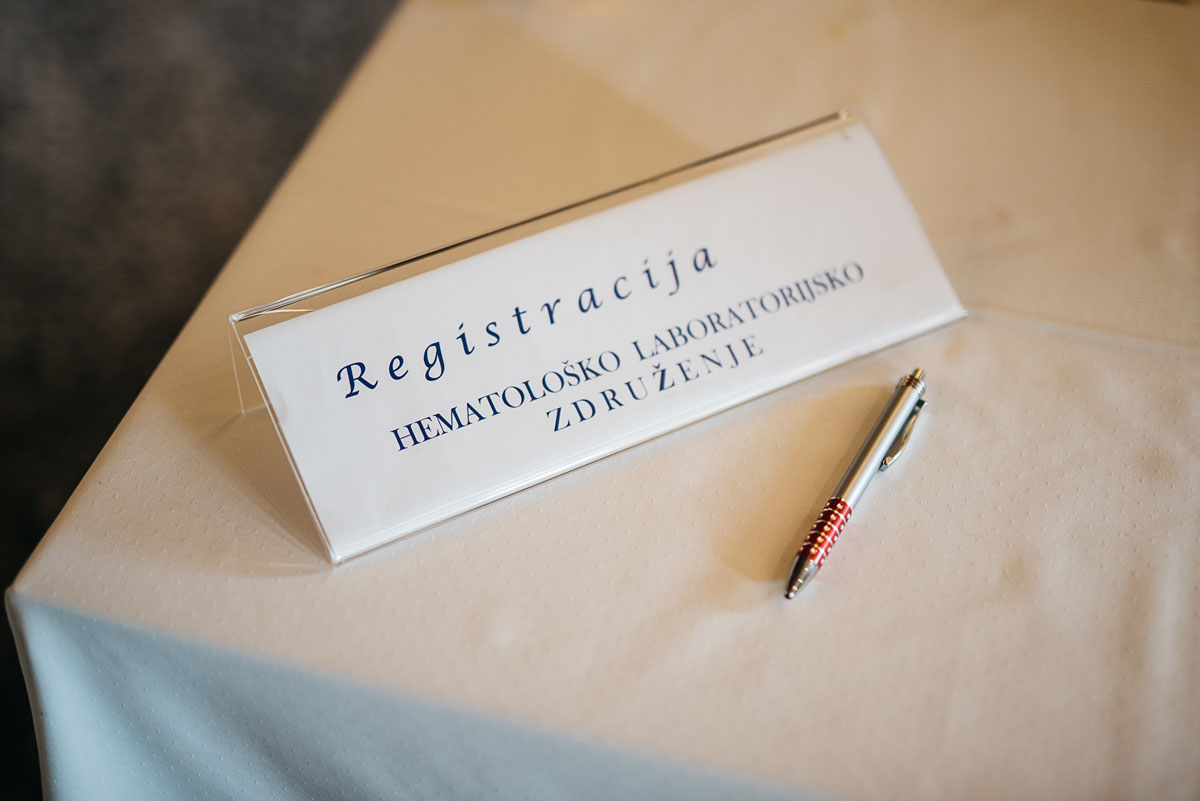 Registracija
HEMATOLOŠKO LABORATORIJSKO
ZDRUŽENJE